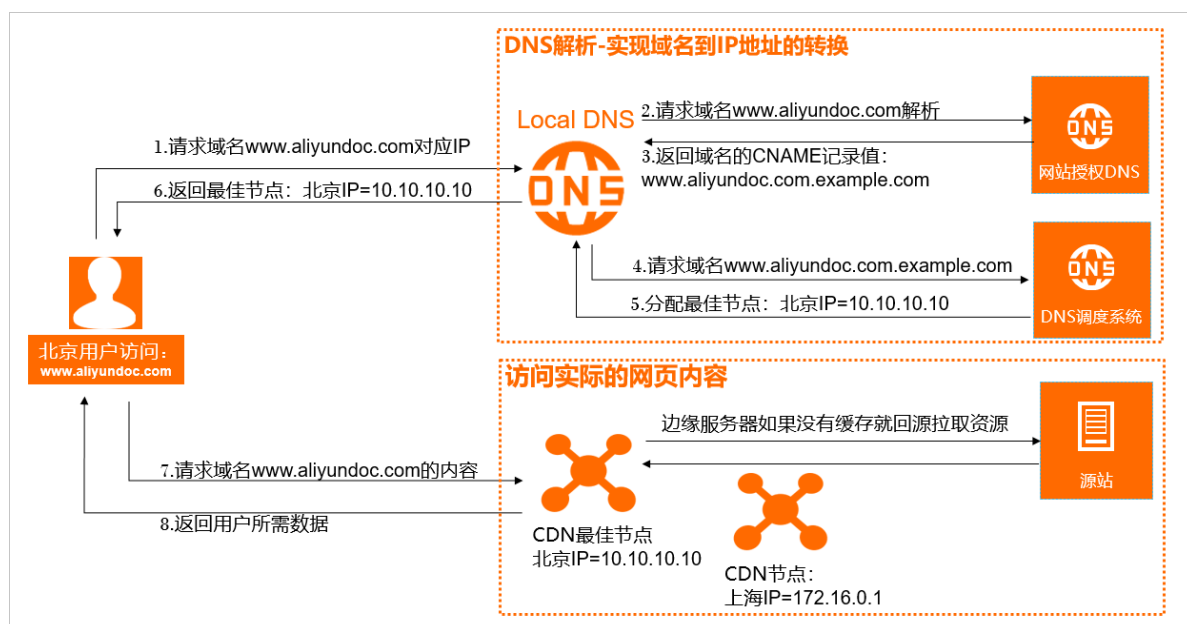 DNS解析-实现域名到IP地址的转换
Local DNS
DNS
1.请求域名www.aliyundoc.com对应IP
6.返回最佳节点：北京IP=10.10.10.10
2.请求域名www.aliyundoc.com解析
3.返回域名的CNAME记录值：
www.aliyundoc.com.example.com
DNS
网站授权DNS
4.请求域名www.aliyundoc.com.example.com
5.分配最佳节点：北京IP=10.10.10.10
DNS
DNS调度系统
北京用户访问：
www.aliyundoc.com
访问实际的网页内容
7.请求域名www.aliyundoc.com的内容
8.返回用户所需数据
边缘服务器如果没有缓存就回源拉取资源
源站
CDN最佳节点
北京IP=10.10.10.10
CDN节点：
上海IP=172.16.0.1